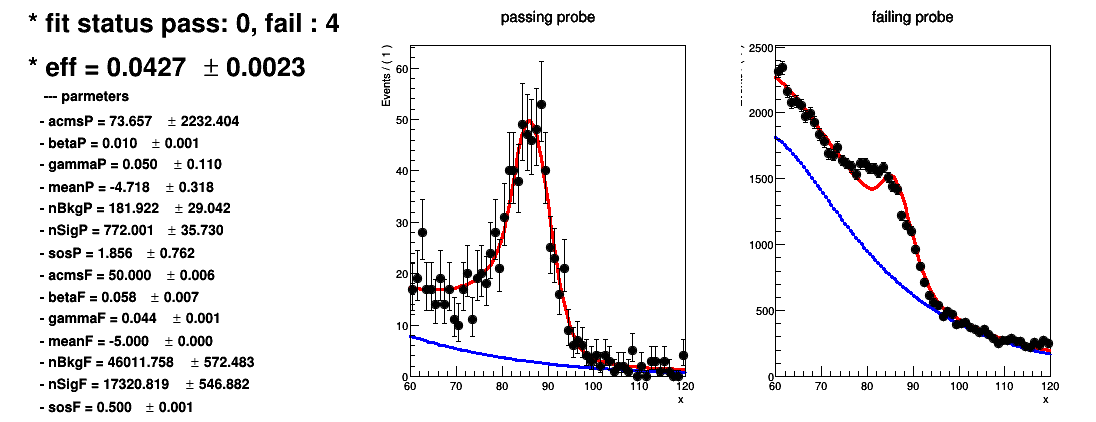 * fit status pass: 0, fail : 4
* eff = 0.0427 ± 0.0023
--- parmeters
- acmsP = 73.657 ± 2232.404
- betaP = 0.010 ± 0.001
- gammaP = 0.050 ± 0.110
- meanP = -4.718 ± 0.318
- nBkgP = 181.922 ± 29.042
- nSigP = 772.001 ± 35.730
- sosP = 1.856 ± 0.762
- acmsF = 50.000 ± 0.006
- betaF = 0.058 ± 0.007
- gammaF = 0.044 ± 0.001
- meanF = -5.000 ± 0.000
- nBkgF = 46011.758 ± 572.483
- nSigF = 17320.819 ± 546.882
- sosF = 0.500 ± 0.001
passing probe
Events / ( 1 )
60
50
40
30
20
10
0
60 70 80 90 100 110 120
x
failing probe
2500
2000
1500
1000
500
0
60 70 80 90 100 110 120
x